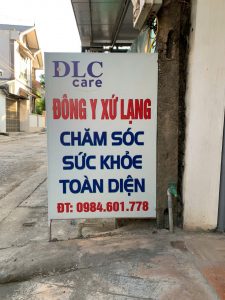 DLC
care
ĐÔNG Y XỨ LẠNG
CHĂM SÓC
SỨC KHỎE
TOÀN DIỆN
ĐT: 0984.601.778